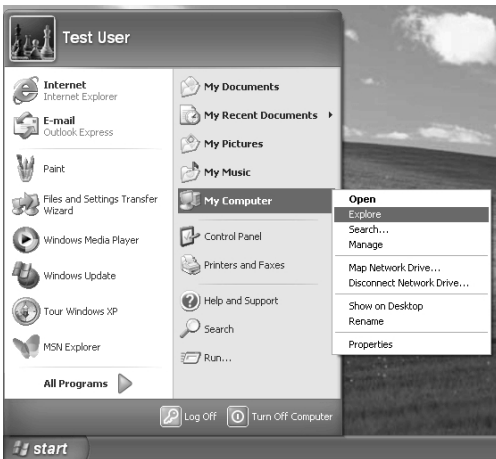 Test User
Internet
Internet Explorer
E-mail
Outlook Express
Paint
Files and Settings Transfer
Wizard
Windows Media Player
Windows Update
Tour Windows XP
MSN Explorer
All Programs
My Documents
My Recent Documents
My Pictures
My Music
My Computer
Control Panel
Printers and Faxes
Help and Support
Search
Run...
Open
Explore
Search...
Manage
Map Network Drive...
Disconnect Network Drive...
Show on Desktop
Rename
Properties
Log Off
Turn Off Computer
start